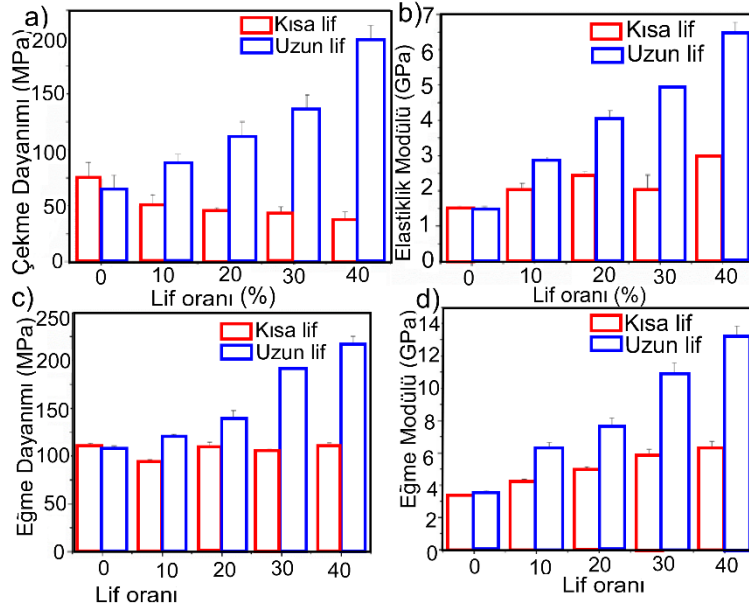 a)
Çekme Dayanımı (MPa)
200
150
100
50
0
Kısa lif
Uzun lif
0 10 20 30 40
Lif oranı (%)
b)
Elastiklik Modülü (GPa)
7
6
5
4
3
2
1
0
Kısa lif
Uzun lif
0 10 20 30 40
Lif oranı (%)
c)
Eğme Dayanımı (MPa)
250
200
150
100
50
0
Kısa lif
Uzun lif
0 10 20 30 40
Lif oranı
d)
Eğme Modülü (GPa)
14
12
10
8
6
4
2
0
Kısa lif
Uzun lif
0 10 20 30 40
Lif oranı